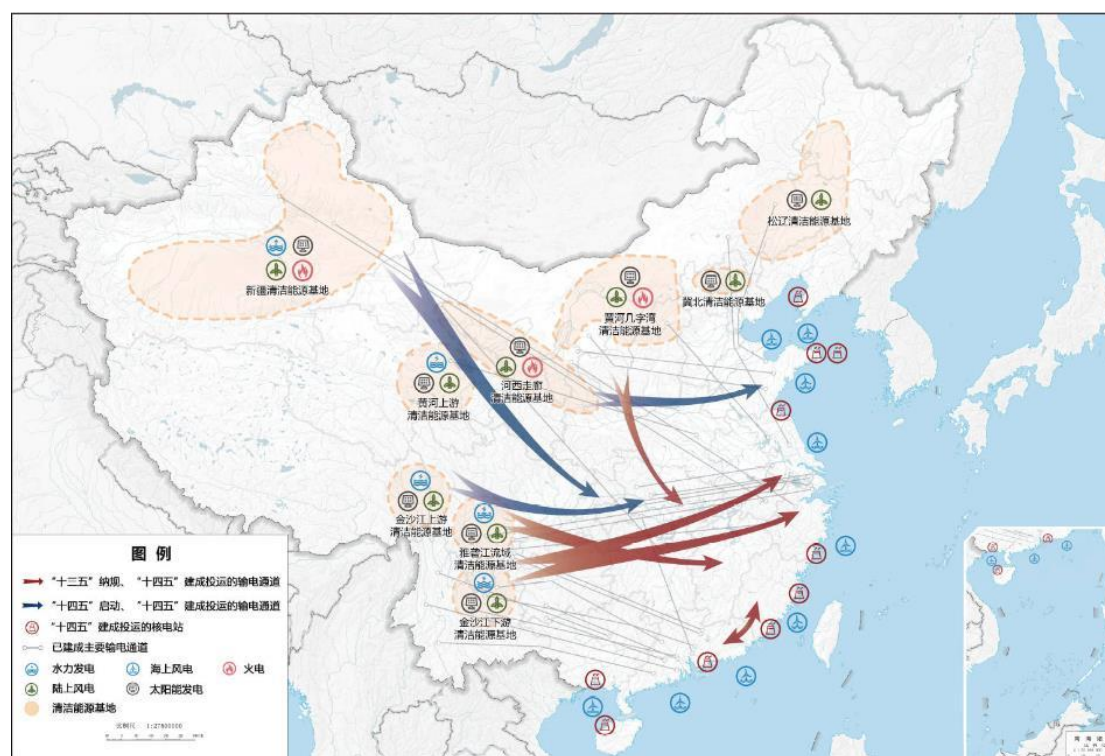 松辽清洁能源基地
新疆清洁能源基地
冀北清洁能源基地
黄河几字湾
清洁能源基地
河西走廊
清洁能源基地
黄河上游
清洁能源基地
金沙江上游
清洁能源基地
雅砻江流域
清洁能源基地
金沙江下游
清洁能源基地
图 例
“十三五”纳规、“十四五”建成投运的输电通道
“十四五”启动、“十四五”建成投运的输电通道
“十四五”建成投运的核电站
已建成主要输电通道
水力发电 海上风电 火电
陆上风电 太阳能发电
清洁能源基地